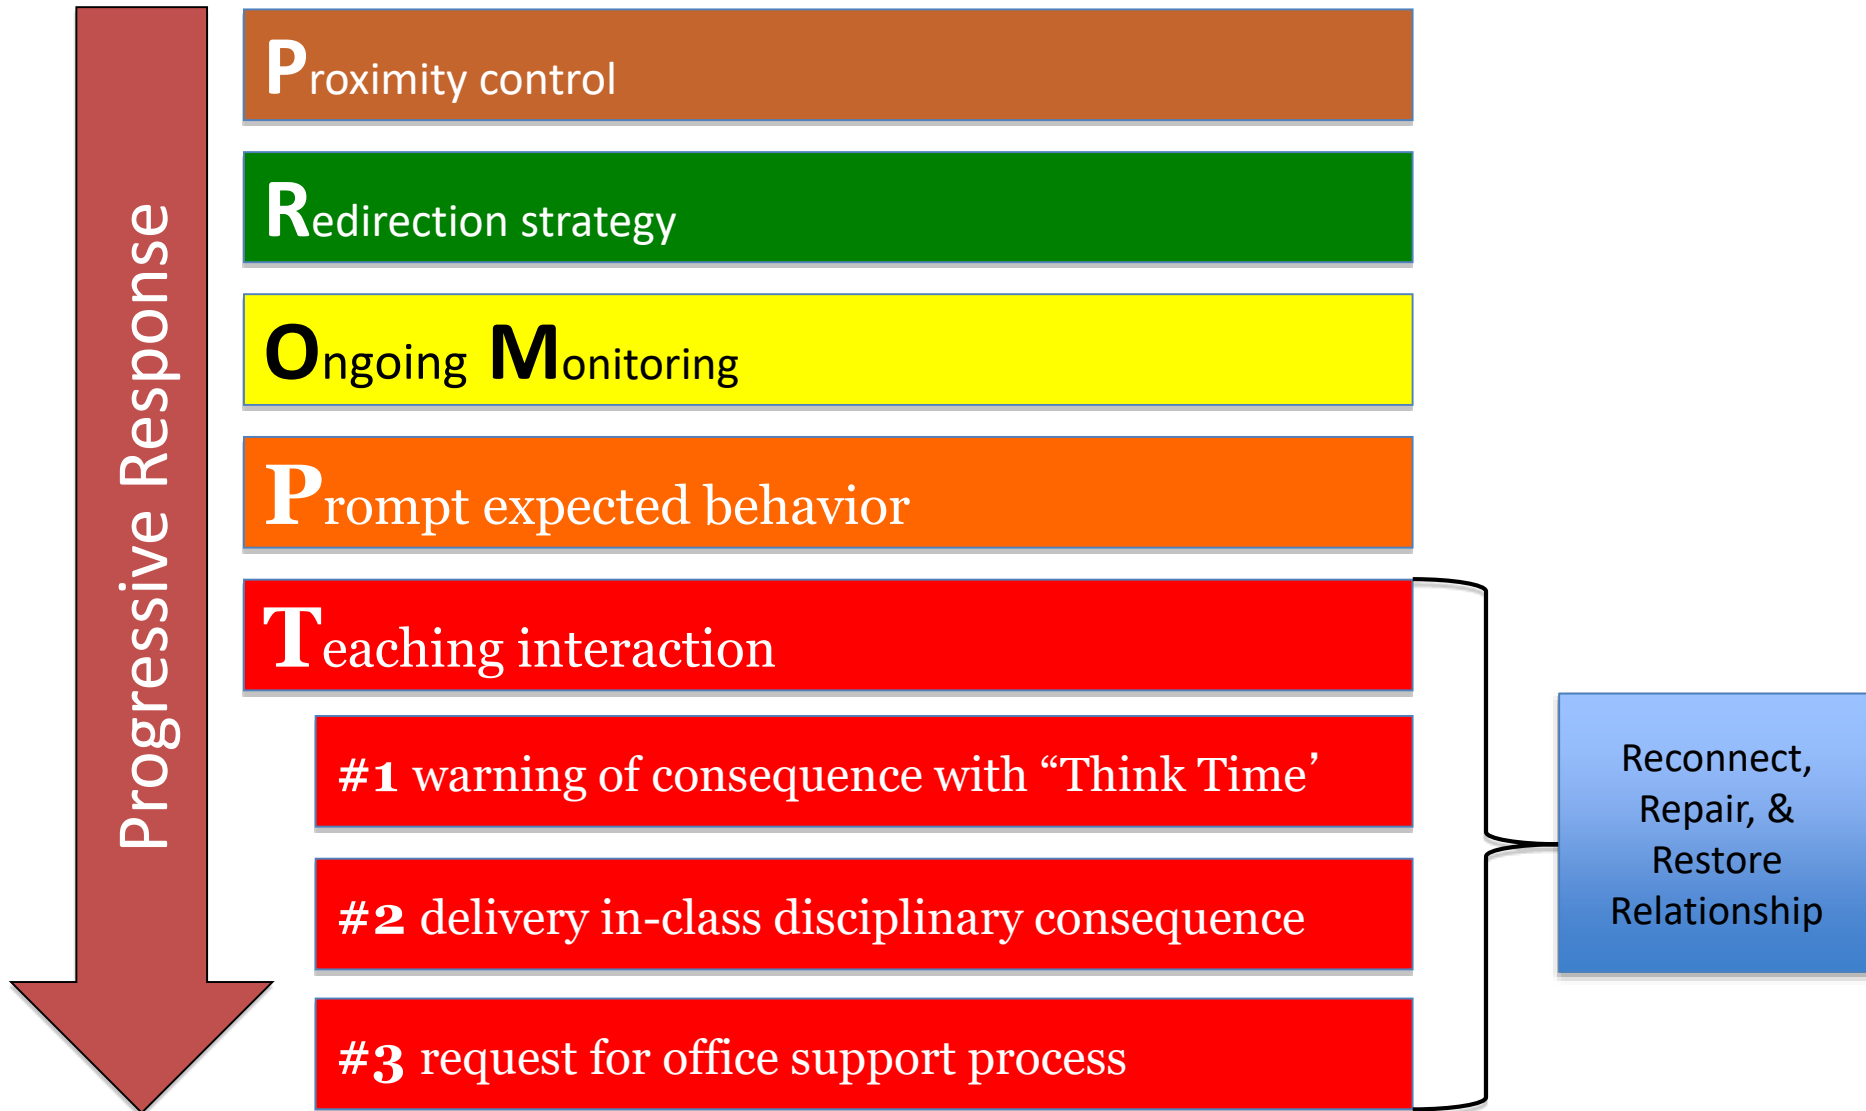 Progressive Response
Proximity control
Redirection strategy
Ongoing Monitoring
Prompt expected behavior
Teaching interaction
#1 warning of consequence with “Think Time’
#2 delivery in-class disciplinary consequence
#3 request for office support process
Reconnect,
Repair, &
Restore
Relationship